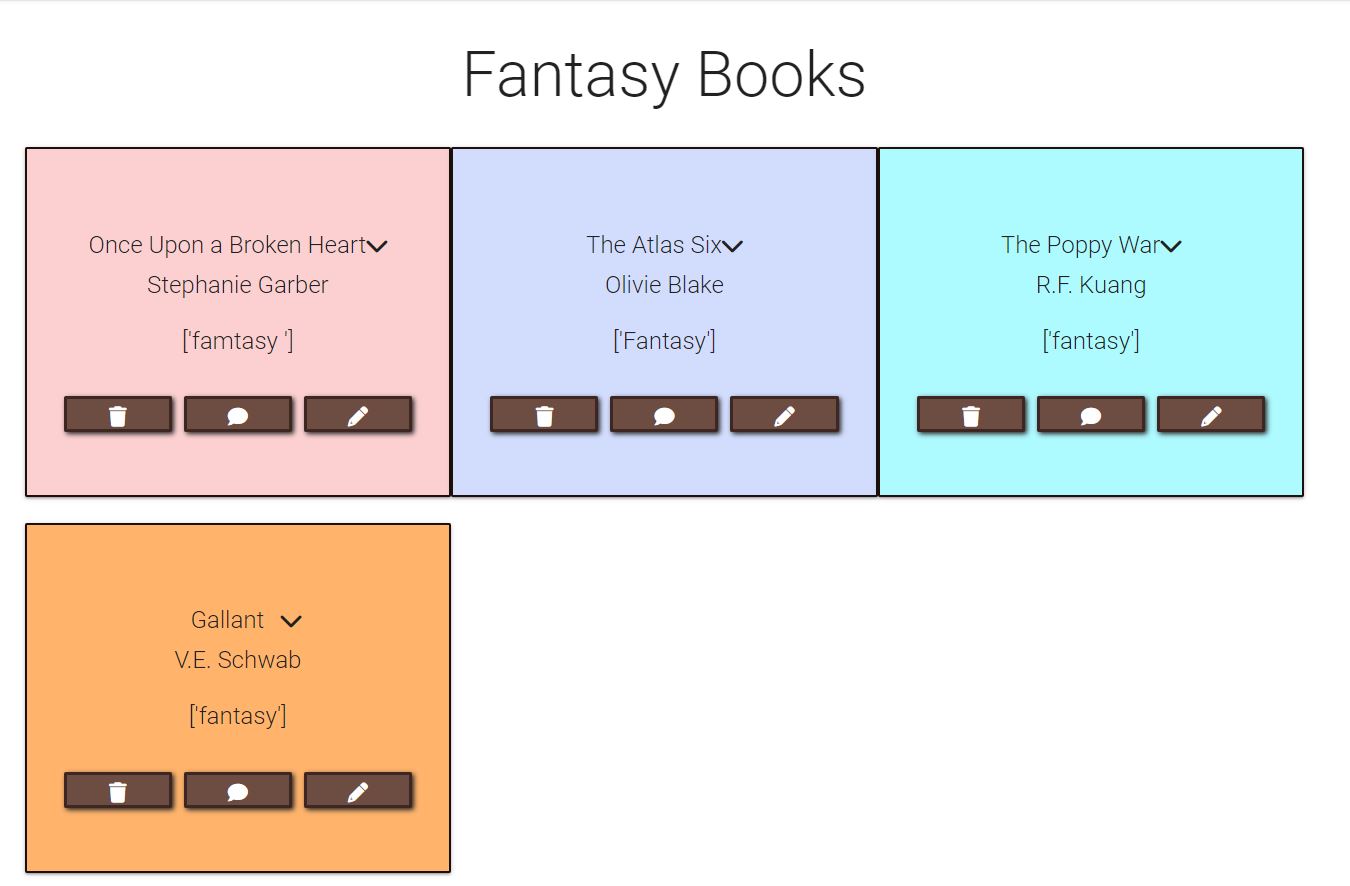 Fantasy Books
Once Upon a Broken Heart
Stephanie Garber
['famtasy ']
The Atlas Six
Olivie Blake
['Fantasy']
The Poppy War
R.F. Kuang
['fantasy']
Gallant
V.E. Schwab
['fantasy']